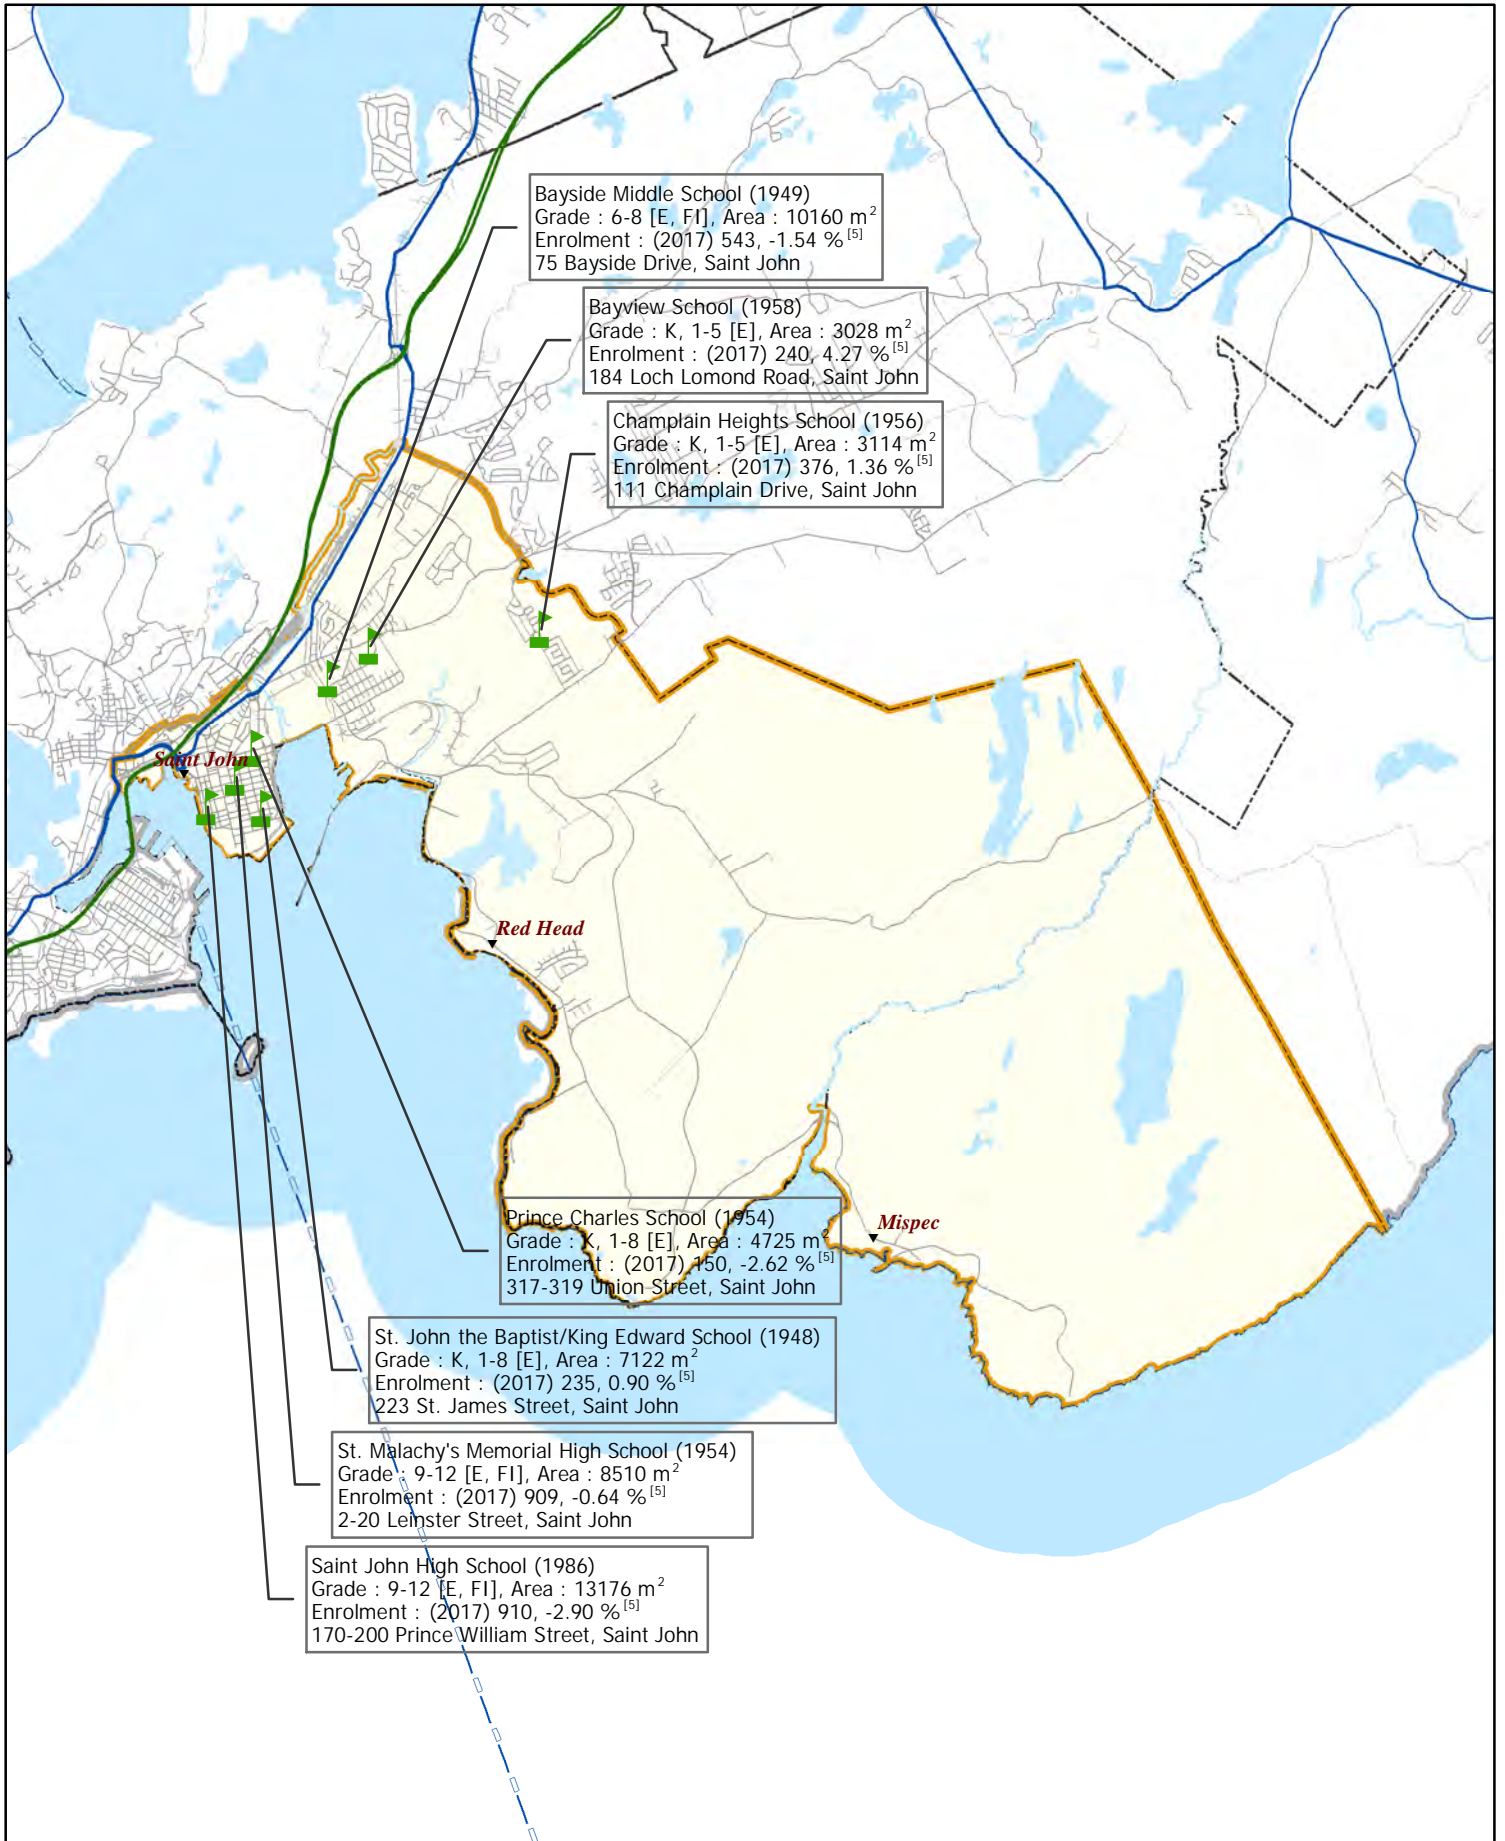 Bayside Middle School (1949)
Grade : 6-8 [E, FI], Area : 10160 m²
Enrolment : (2017) 543, -1.54 % [5]
75 Bayside Drive, Saint John
Bayview School (1958)
Grade : K, 1-5 [E], Area : 3028 m²
Enrolment : (2017) 240, 4.27 % [5]
184 Loch Lomond Road, Saint John
Champlain Heights School (1956)
Grade : K, 1-5 [E], Area : 3114 m²
Enrolment : (2017) 376, 1.36 % [5]
111 Champlain Drive, Saint John
Saint John
Red Head
Mispec
Prince Charles School (1954)
Grade : K, 1-8 [E], Area : 4725 m²
Enrolment : (2017) 150, -2.62 % [5]
317-319 Union Street, Saint John
St. John the Baptist/King Edward School (1948)
Grade : K, 1-8 [E], Area : 7122 m²
Enrolment : (2017) 235, 0.90 % [5]
223 St. James Street, Saint John
St. Malachy's Memorial High School (1954)
Grade : 9-12 [E, FI], Area : 8510 m²
Enrolment : (2017) 909, -0.64 % [5]
2-20 Leinster Street, Saint John
Saint John High School (1986)
Grade : 9-12 [E, FI], Area : 13176 m²
Enrolment : (2017) 910, -2.90 % [5]
170-200 Prince William Street, Saint John